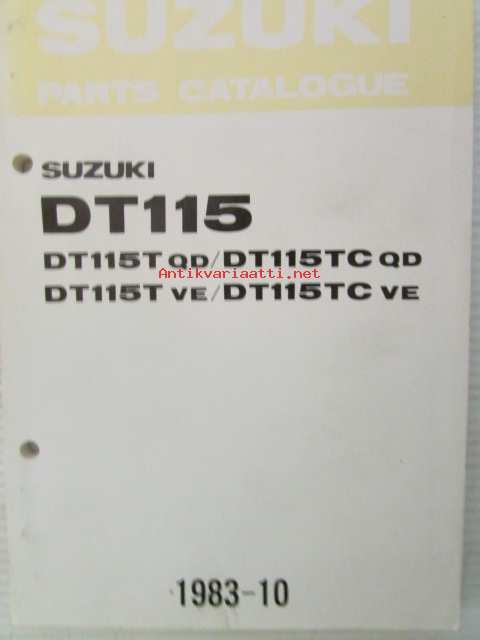 SUZUKI
PARTS CATALOGUE
SUZUKI
DT115
DT115T QD/DT115TC QD
Antikvariaatti.net
DT115T VE/DT115TC VE
1983-10